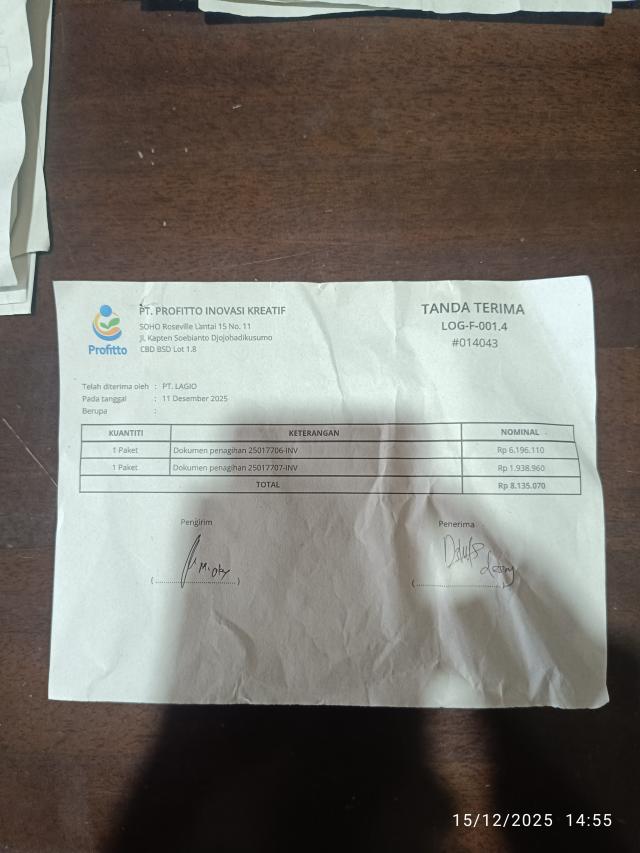 PT. PROFITTO INOVASI KREATIF
SOHO Roseville Lantai 15 No. 11
Jl. Kapten Soebianto Djojohadikusumo
CBD BSD Lot 1.8
Profitto
TANDA TERIMA
LOG-F-001.4
#014043
Telah diterima oleh : PT. LAGIO
Pada tanggal : 11 Desember 2025
Berupa :
KUANTITI KETERANGAN NOMINAL
1 Paket Dokumen penagihan 25017706-INV Rp 6.196.110
1 Paket Dokumen penagihan 25017707-INV Rp 1.938.960
TOTAL Rp 8.135.070
Pengirim Penerima
(........................) (........................)
15/12/2025 14:55